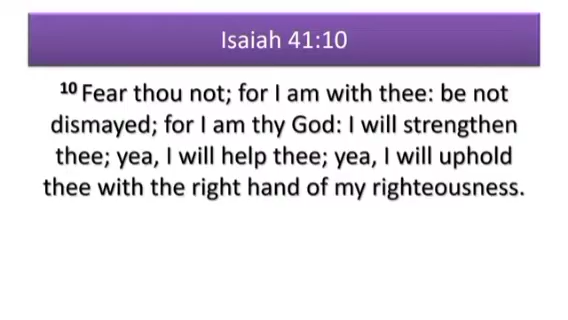 Isaiah 41:10
10 Fear thou not; for I am with thee: be not
dismayed; for I am thy God: I will strengthen
thee; yea, I will help thee; yea, I will uphold
thee with the right hand of my righteousness.